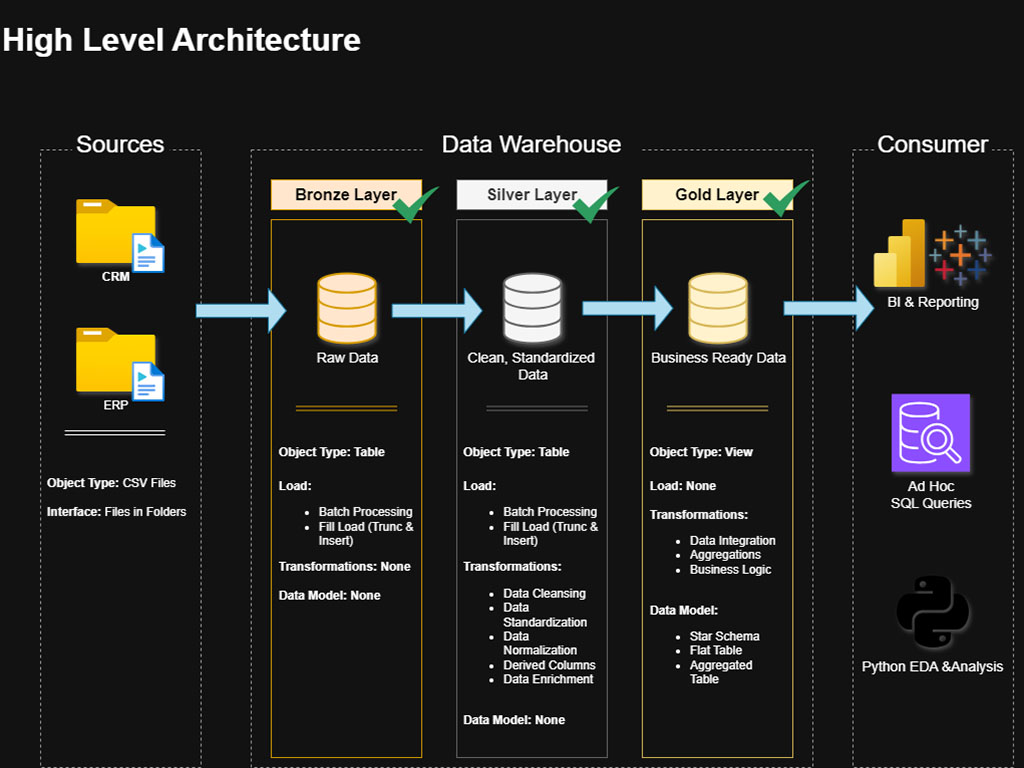 High Level Architecture
Sources
CRM
ERP
Object Type: CSV Files
Interface: Files in Folders
Data Warehouse
Bronze Layer
Raw Data
Object Type: Table
Load:
• Batch Processing
• Fill Load (Trunc &
Insert)
Transformations: None
Data Model: None
Silver Layer
Clean, Standardized
Data
Object Type: Table
Load:
• Batch Processing
• Fill Load (Trunc &
Insert)
Transformations:
• Data Cleansing
• Data
Standardization
• Data
Normalization
• Derived Columns
• Data Enrichment
Data Model: None
Gold Layer
Business Ready Data
Object Type: View
Load: None
Transformations:
• Data Integration
• Aggregations
• Business Logic
Data Model:
• Star Schema
• Flat Table
• Aggregated
Table
Consumer
BI & Reporting
Ad Hoc
SQL Queries
Python EDA &Analysis